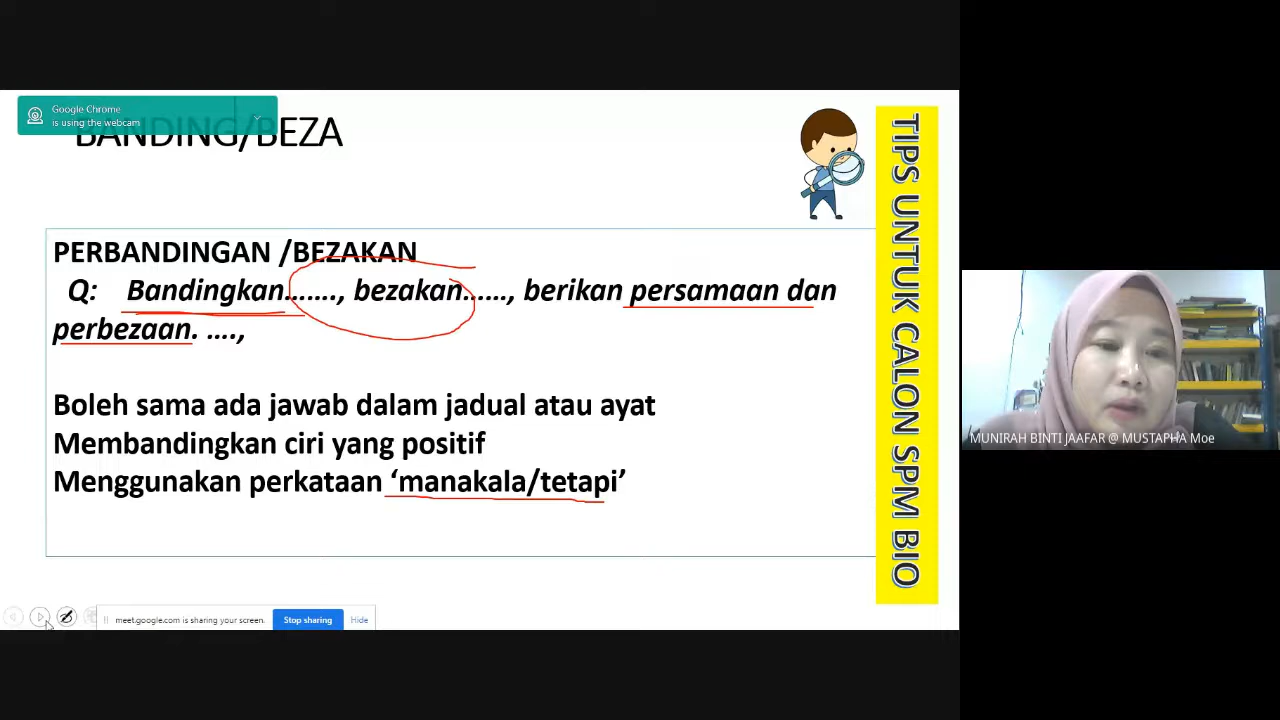 Google Chrome
is using the webcam
BANDING/BEZA
PERBANDINGAN /BEZAKAN
Q: Bandingkan......., bezakan......, berikan persamaan dan
perbezaan. ....,
Boleh sama ada jawab dalam jadual atau ayat
Membandingkan ciri yang positif
Menggunakan perkataan ‘manakala/tetapi’
TIPS UNTUK CALON SPM BIO
MUNIRAH BINTI JAAFAR @ MUSTAPHA Moe
meet.google.com is sharing your screen.
Stop sharing
Hide